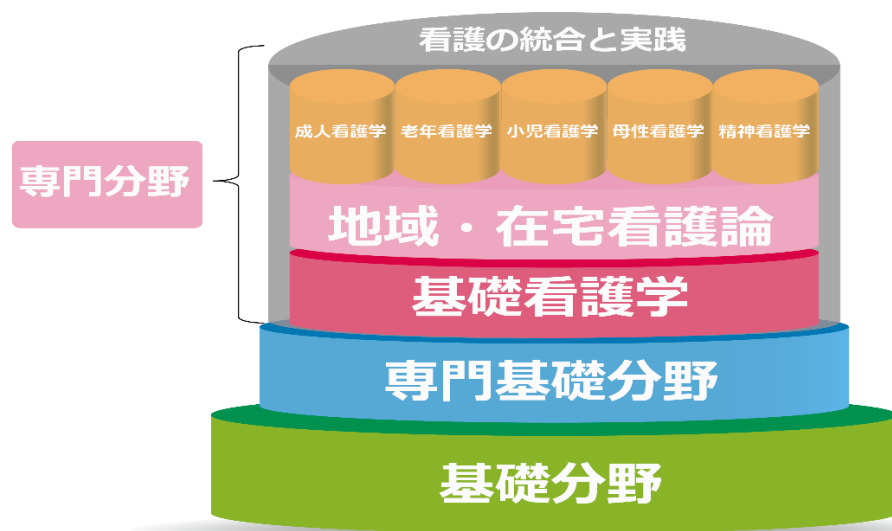 看護の統合と実践
成人看護学
老年看護学
小児看護学
母性看護学
精神看護学
専門分野
地域・在宅看護論
基礎看護学
専門基礎分野
基礎分野